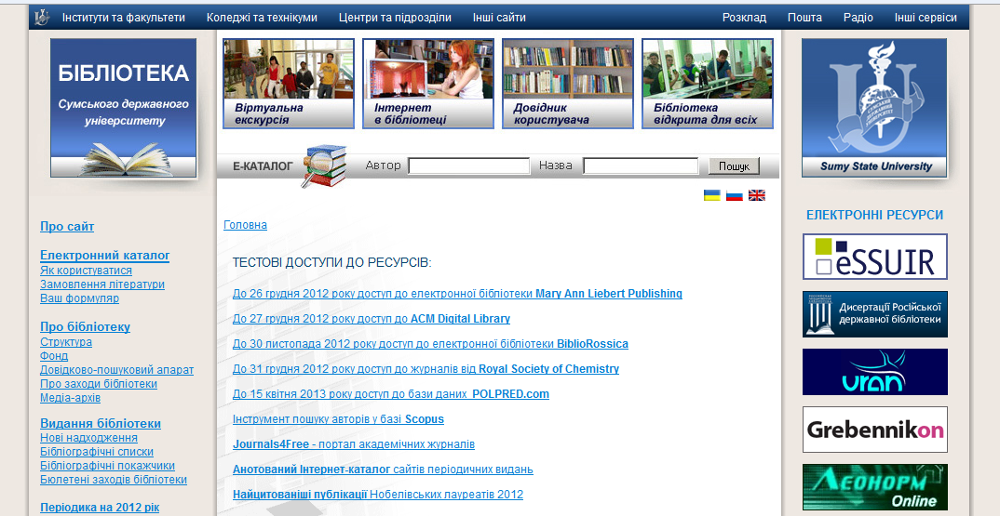 Інститути та факультети Коледжі та технікуми Центри та підрозділи Інші сайти Розклад Пошта Радіо Інші сервіси
БІБЛІОТЕКА
Сумського державного
університету
Віртуальна
екскурсія
Інтернет
в бібліотеці
Довідник
користувача
Бібліотека
відкрита для всіх
Sumy State University
Е-КАТАЛОГ Автор Назва Пошук
Про сайт
Електронний каталог
Як користуватися
Замовлення літератури
Ваш формуляр
Про бібліотеку
Структура
Фонд
Довідково-пошуковий апарат
Про заходи бібліотеки
Медіа-архів
Видання бібліотеки
Нові надходження
Бібліографічні списки
Бібліографічні покажчики
Бюлетені заходів бібліотеки
Періодика на 2012 рік
Головна
ТЕСТОВІ ДОСТУПИ ДО РЕСУРСІВ:
До 26 грудня 2012 року доступ до електронної бібліотеки Mary Ann Liebert Publishing
До 27 грудня 2012 року доступ до ACM Digital Library
До 30 листопада 2012 року доступ до електронної бібліотеки BiblioRossica
До 31 грудня 2012 року доступ до журналів від Royal Society of Chemistry
До 15 квітня 2013 року доступ до бази даних POLPRED.com
Інструмент пошуку авторів у базі Scopus
Journals4Free - портал академічних журналів
Анотований Інтернет-каталог сайтів періодичних видань
Найцитованіші публікації Нобелівських лауреатів 2012
ЕЛЕКТРОННІ РЕСУРСИ
eSSUIR
Дисертації Російської
державної бібліотеки
uran
Grebennikon
Леонорм
Online